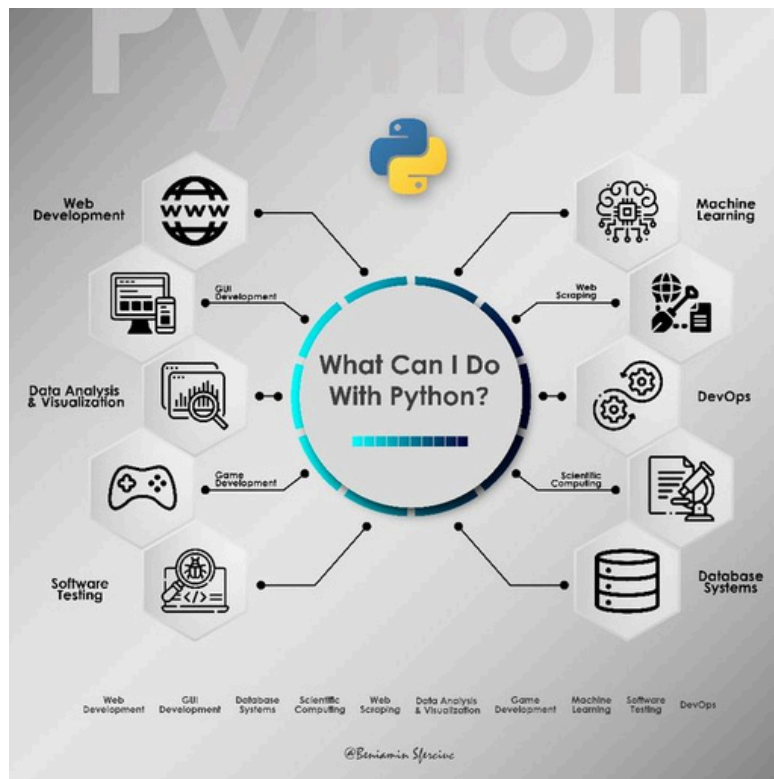 Python
Web
Development
WWW
GUI
Development
Data Analysis
& Visualization
Game
Development
Software
Testing
</>
What Can I Do
With Python?
Machine
Learning
Web
Scraping
DevOps
Scientific
Computing
Database
Systems
Web
Development
GUI
Development
Database
Systems
Scientific
Computing
Web
Scraping
Data Analysis
& Visualization
Game
Development
Machine
Learning
Software
Testing
DevOps
@Beniamin Sferciuc